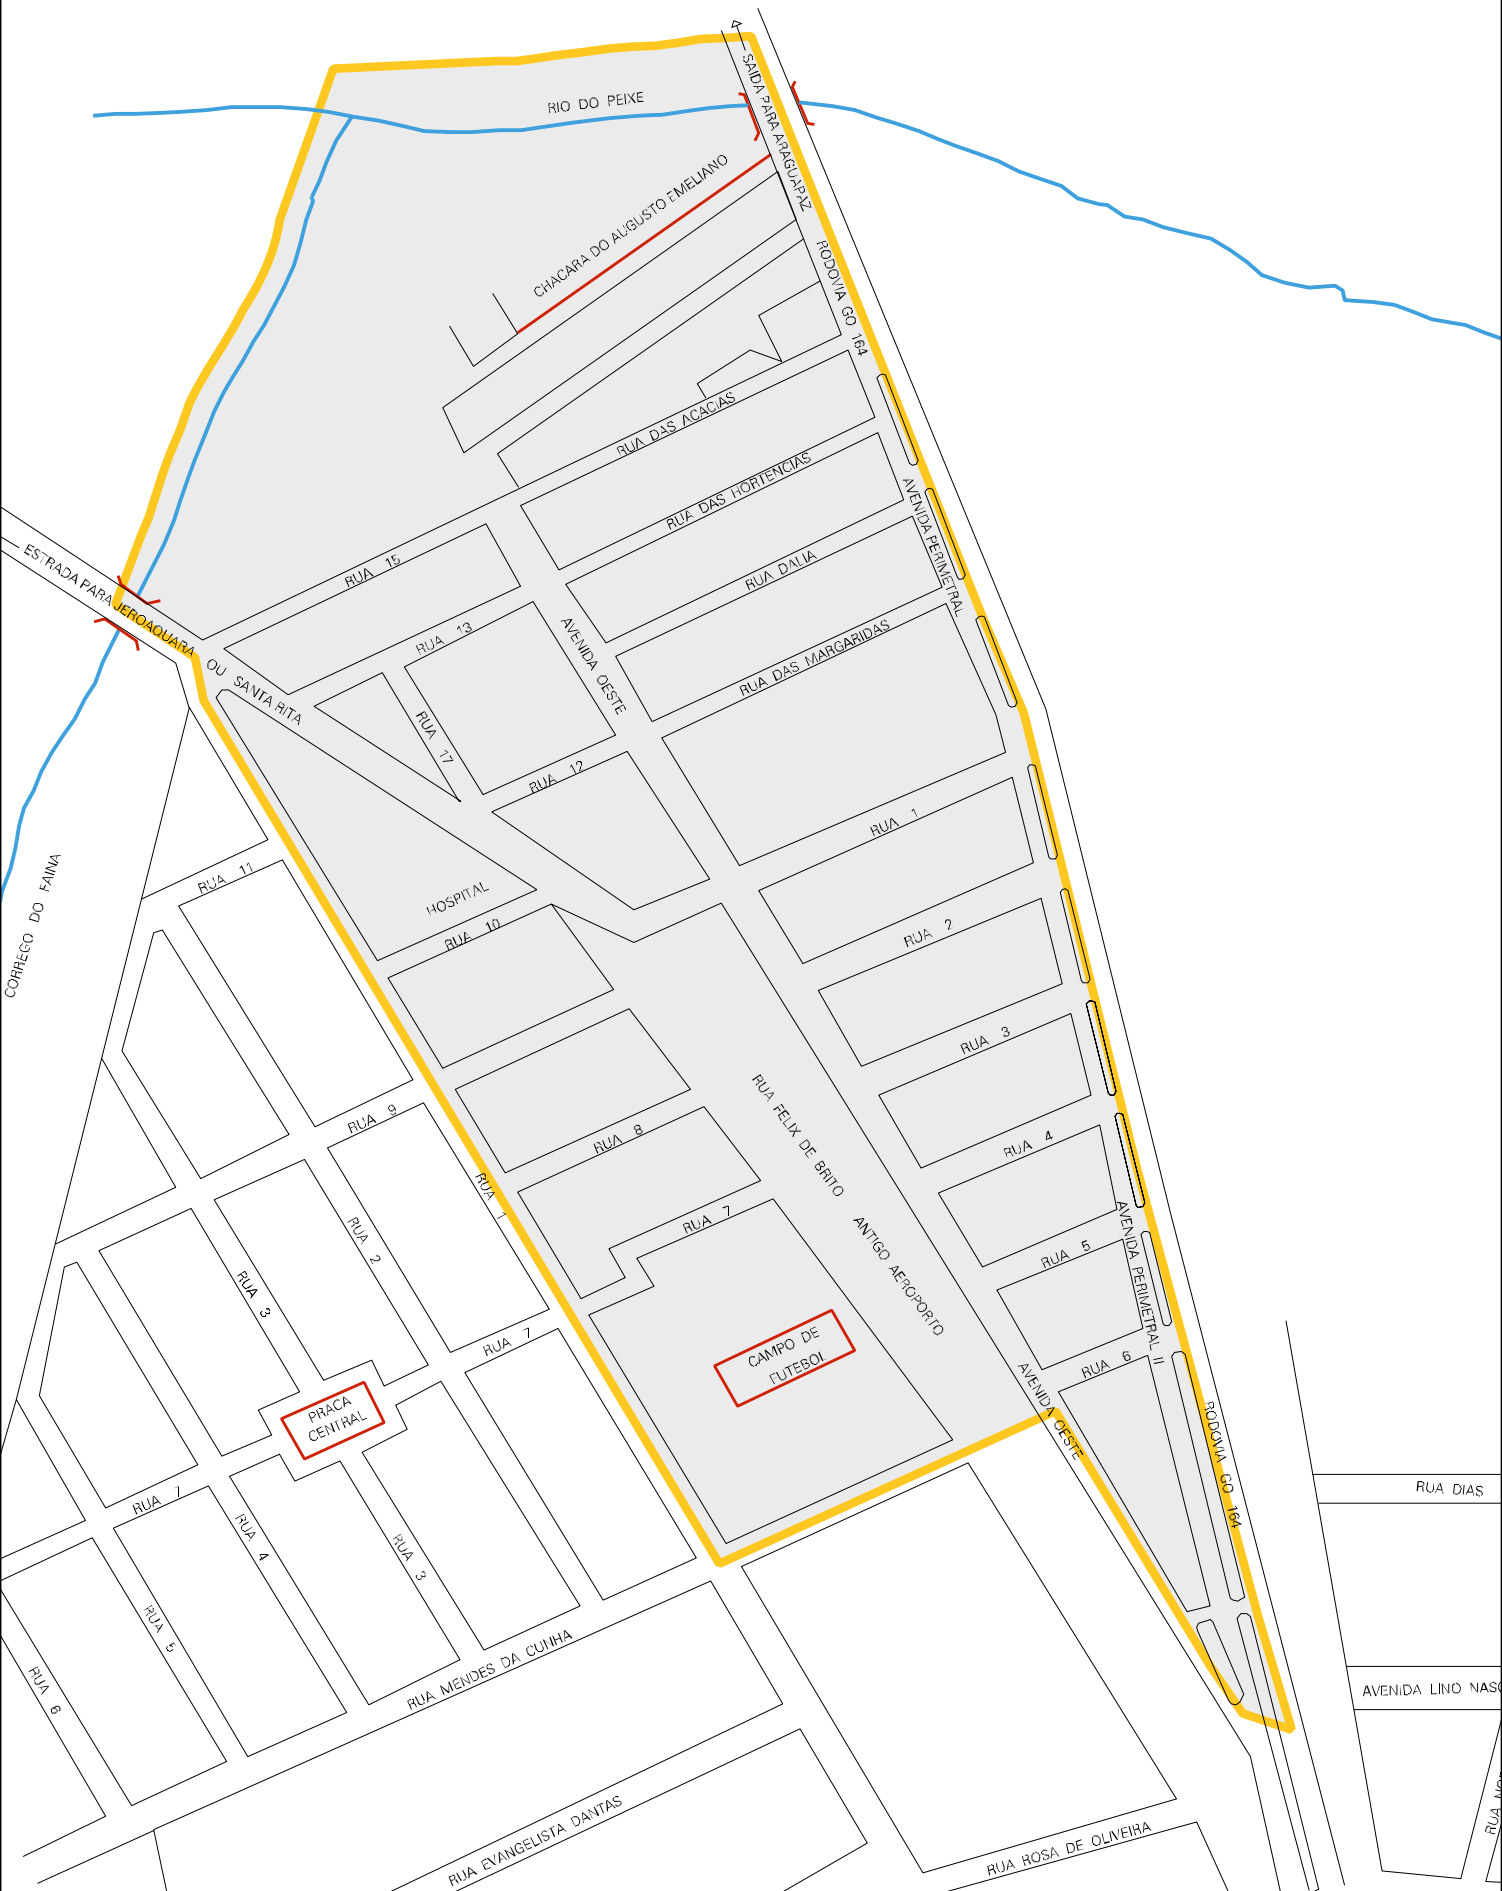 SAIDA PARA ARAGUAPAZ
RIO DO PEIXE
CHACARA DO AUGUSTO EMELIANO
RODOVIA GO 164
RUA DAS ACACIAS
RUA DAS HORTENCIAS
AVENIDA PERIMETRAL
RUA DALIA
RUA 15
ESTRADA PARA JEROAQUARA OU SANTA RITA
RUA 13
AVENIDA OESTE
RUA DAS MARGARIDAS
RUA 17
RUA 12
RUA 1
RUA 11
HOSPITAL
RUA 10
RUA 2
CORREGO DO FAINA
RUA 3
RUA 9
RUA 8
RUA FELIX DE BRITO ANTIGO AEROPORTO
RUA 4
RUA 1
RUA 2
RUA 7
RUA 5
AVENIDA PERIMETRAL II
RUA 3
RUA 7
CAMPO DE
FUTEBOL
RUA 6
AVENIDA OESTE
PRACA
CENTRAL
RODOVIA GO 164
RUA DIAS
RUA 7
RUA 4
RUA 3
RUA 5
RUA MENDES DA CUNHA
RUA 6
AVENIDA LINO NASC
RUA EVANGELISTA DANTAS
RUA ROSA DE OLIVEIRA
RUA